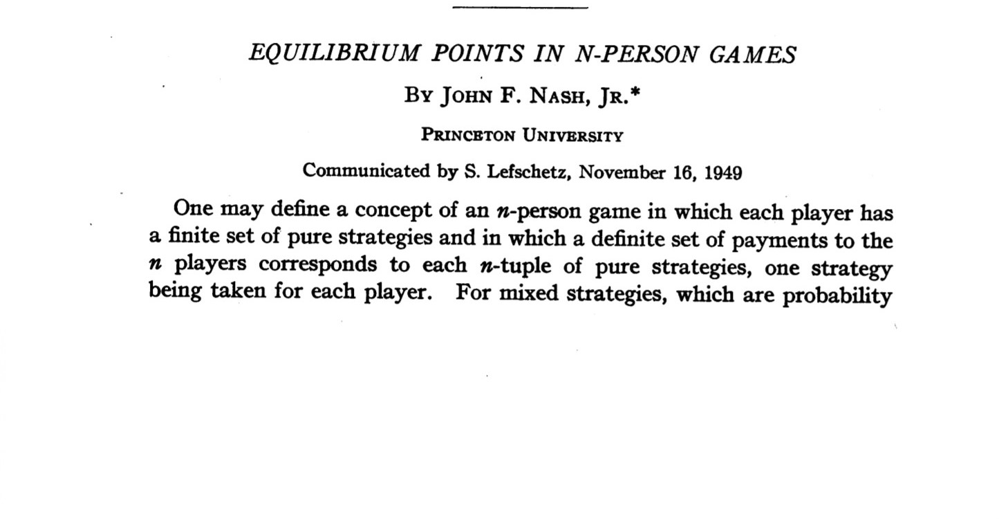 EQUILIBRIUM POINTS IN N-PERSON GAMES
BY JOHN F. NASH, JR.*
PRINCETON UNIVERSITY
Communicated by S. Lefschetz, November 16, 1949
One may define a concept of an n-person game in which each player has
a finite set of pure strategies and in which a definite set of payments to the
n players corresponds to each n-tuple of pure strategies, one strategy
being taken for each player. For mixed strategies, which are probability